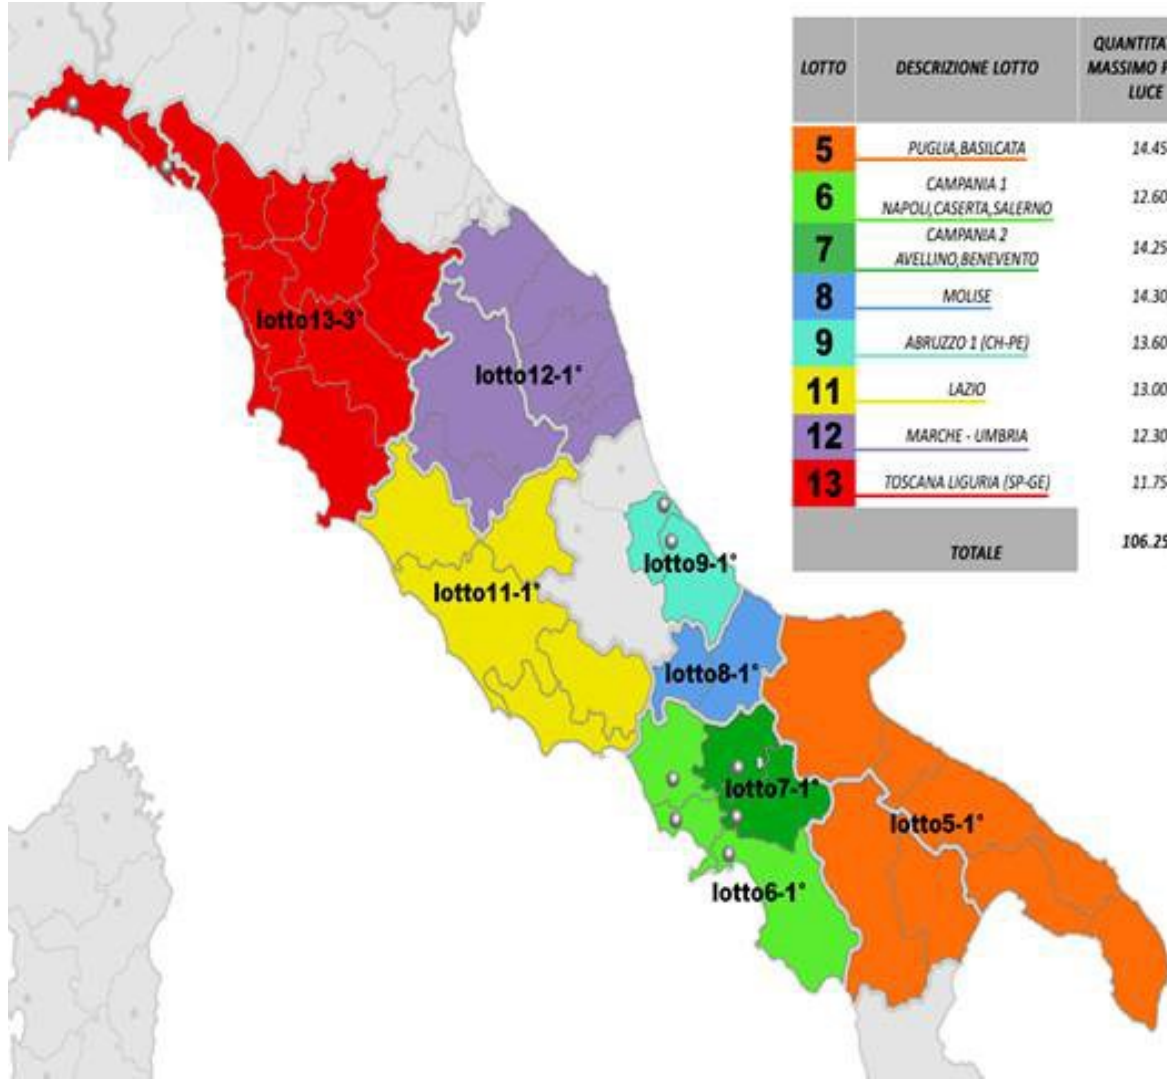 LOTTO DESCRIZIONE LOTTO QUANTITA
MASSIMO P
LUCE
5 PUGLIA,BASILCATA 14.45
6 CAMPANIA 1
NAPOLI,CASERTA,SALERNO 12.60
7 CAMPANIA 2
AVELLINO,BENEVENTO 14.25
8 MOLISE 14.30
9 ABRUZZO 1 (CH-PE) 13.60
11 LAZIO 13.00
12 MARCHE - UMBRIA 12.30
13 TOSCANA LIGURIA (SP-GE) 11.75
TOTALE 106.25
lotto13-3°
lotto12-1°
lotto9-1°
lotto11-1°
lotto8-1°
lotto7-1°
lotto5-1°
lotto6-1°